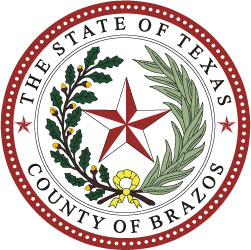 THE STATE OF TEXAS
COUNTY OF BRAZOS